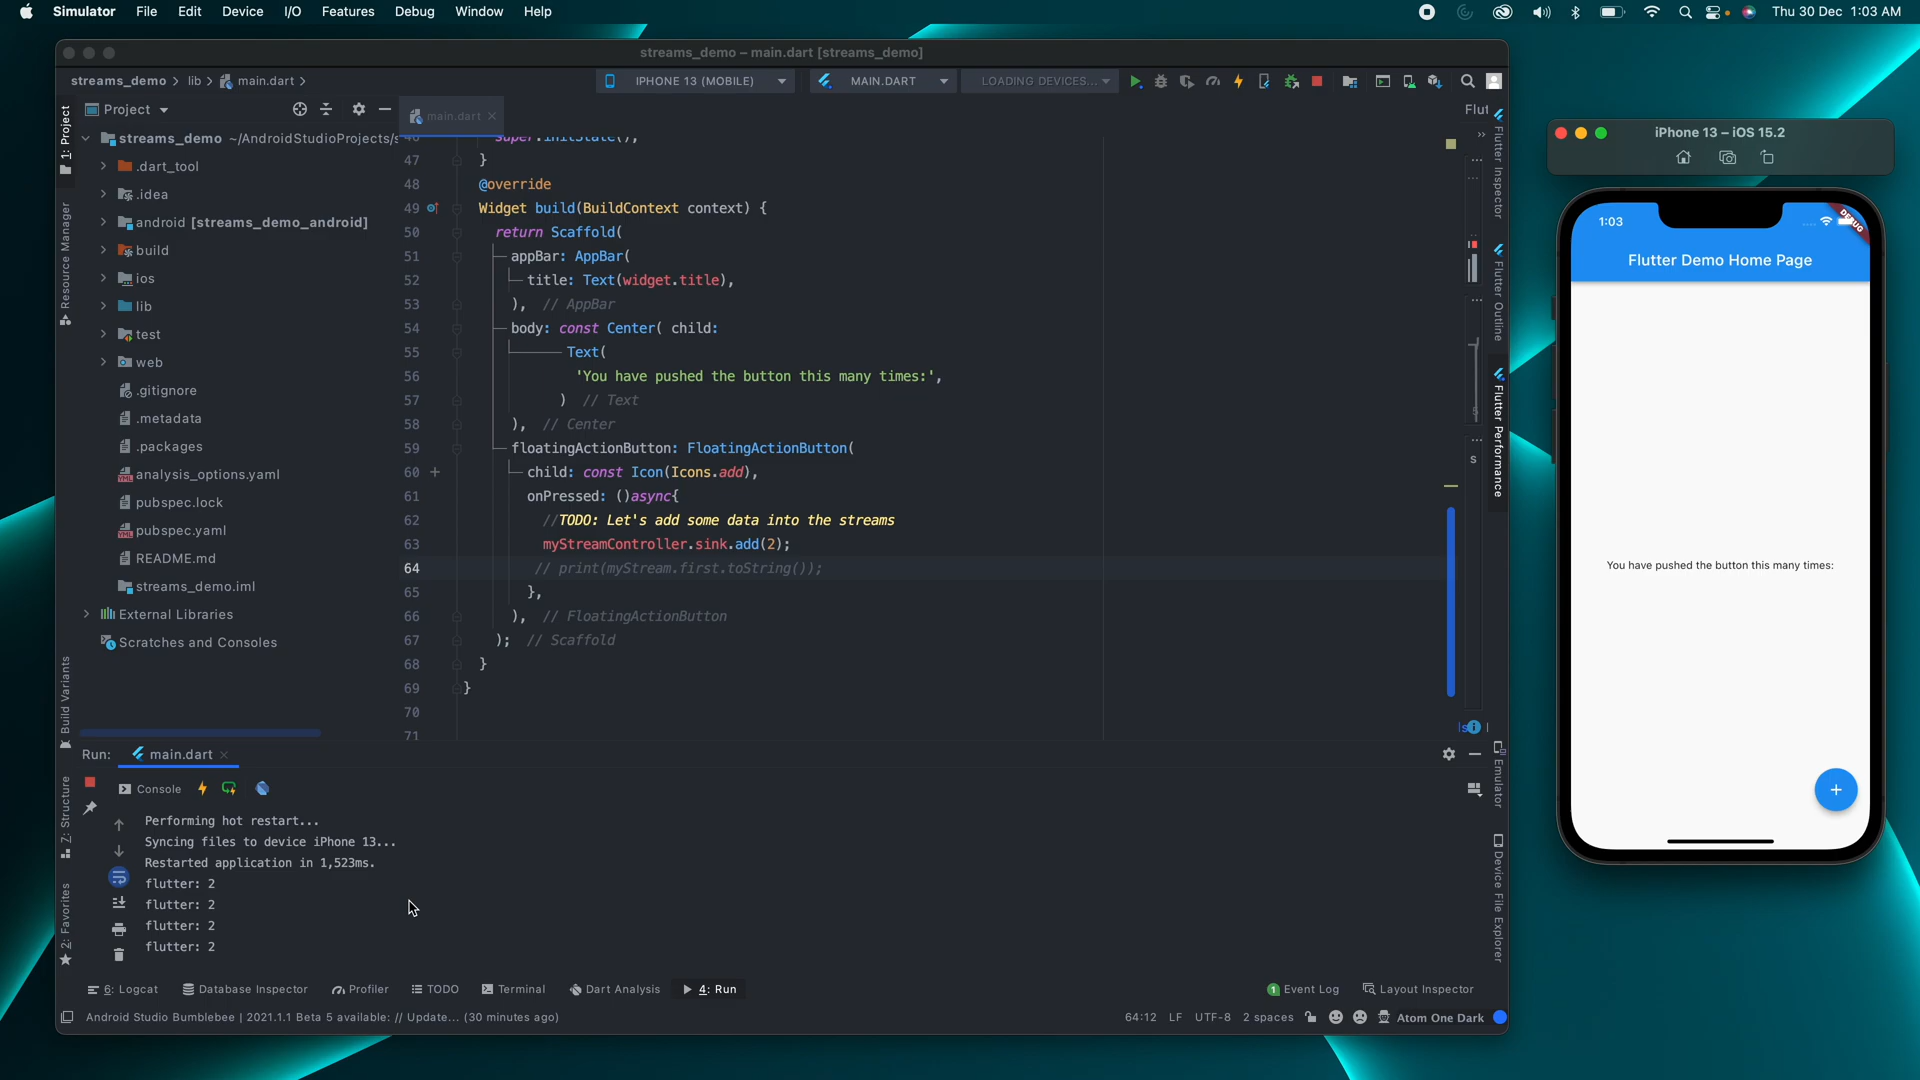 Simulator File Edit Device I/O Features Debug Window Help
Thu 30 Dec 1:03 AM
streams_demo – main.dart [streams_demo]
streams_demo lib main.dart
IPHONE 13 (MOBILE) MAIN.DART LOADING DEVICES...
Project
main.dart
Flut
streams_demo ~/AndroidStudioProjects/s
.dart_tool
.idea
android [streams_demo_android]
build
ios
lib
test
web
.gitignore
.metadata
.packages
analysis_options.yaml
pubspec.lock
pubspec.yaml
README.md
streams_demo.iml
External Libraries
Scratches and Consoles
1: Project
Resource Manager
Build Variants
Z: Structure
2: Favorites
46 super.initState();
47 }
48 @override
49 Widget build(BuildContext context) {
50 return Scaffold(
51 appBar: AppBar(
52 title: Text(widget.title),
53 ), // AppBar
54 body: const Center( child:
55 Text(
56 'You have pushed the button this many times:',
57 ) // Text
58 ), // Center
59 floatingActionButton: FloatingActionButton(
60 child: const Icon(Icons.add),
61 onPressed: ()async{
62 //TODO: Let's add some data into the streams
63 myStreamController.sink.add(2);
64 // print(myStream.first.toString());
65 },
66 ), // FloatingActionButton
67 ); // Scaffold
68 }
69 }
70
71
Flutter Inspector
Flutter Outline
Flutter Performance
Emulator
Device File Explorer
Run: main.dart
Console
Performing hot restart...
Syncing files to device iPhone 13...
Restarted application in 1,523ms.
flutter: 2
flutter: 2
flutter: 2
flutter: 2
6: Logcat Database Inspector Profiler TODO Terminal Dart Analysis 4: Run
1 Event Log Layout Inspector
Android Studio Bumblebee | 2021.1.1 Beta 5 available: // Update... (30 minutes ago)
64:12 LF UTF-8 2 spaces Atom One Dark
iPhone 13 – iOS 15.2
1:03
DEBUG
Flutter Demo Home Page
You have pushed the button this many times: